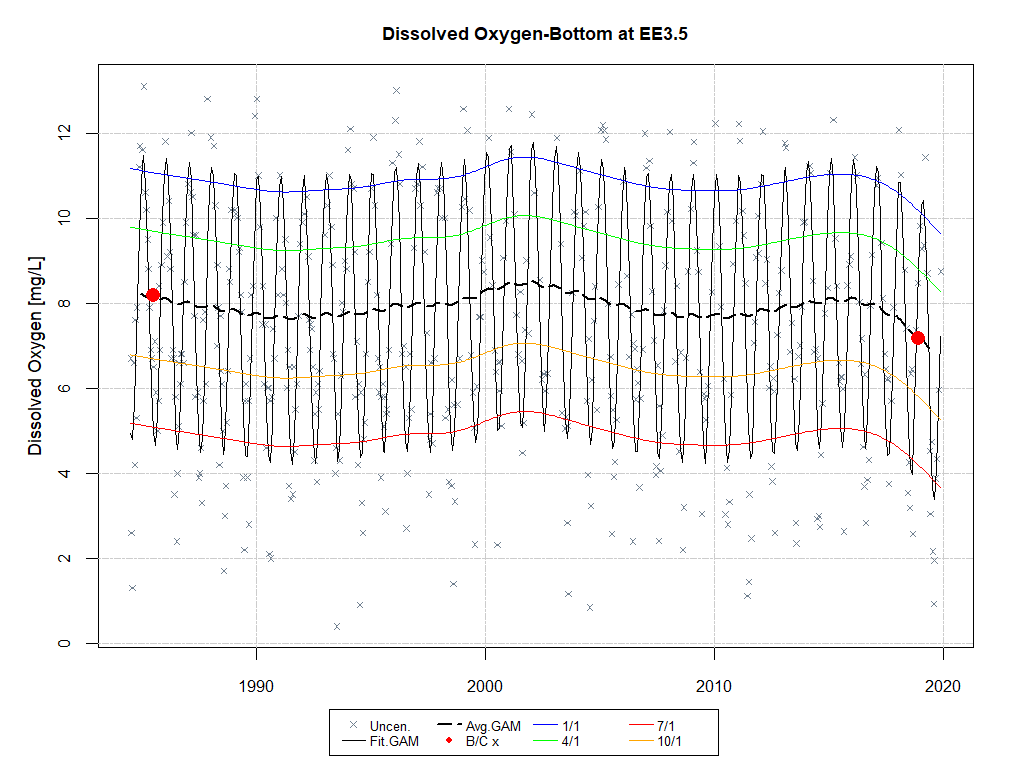 Dissolved Oxygen-Bottom at EE3.5
Dissolved Oxygen [mg/L]
12
10
8
6
4
2
0
1990 2000 2010 2020
Uncen. Avg.GAM 1/1 7/1
Fit.GAM B/C x 4/1 10/1